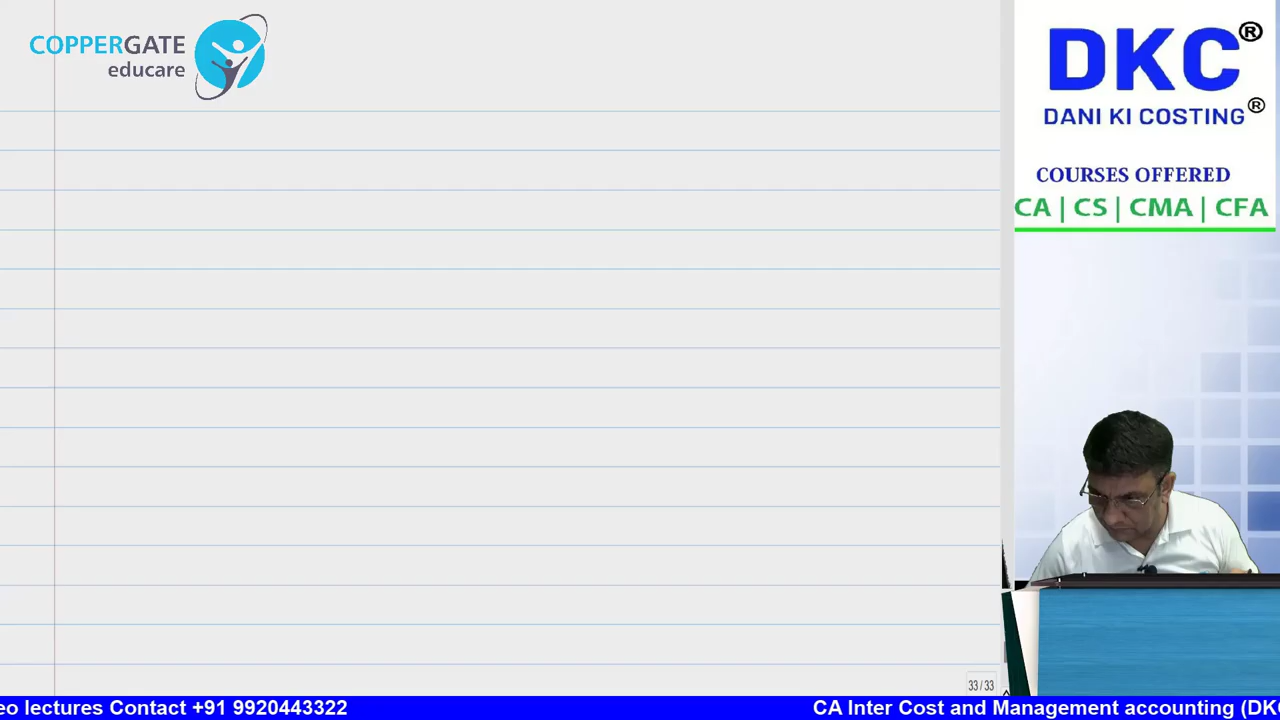 COPPERGATE
educare
DKC®
DANI KI COSTING®
COURSES OFFERED
CA | CS | CMA | CFA
33/33
eo lectures Contact +91 9920443322
CA Inter Cost and Management accounting (DK